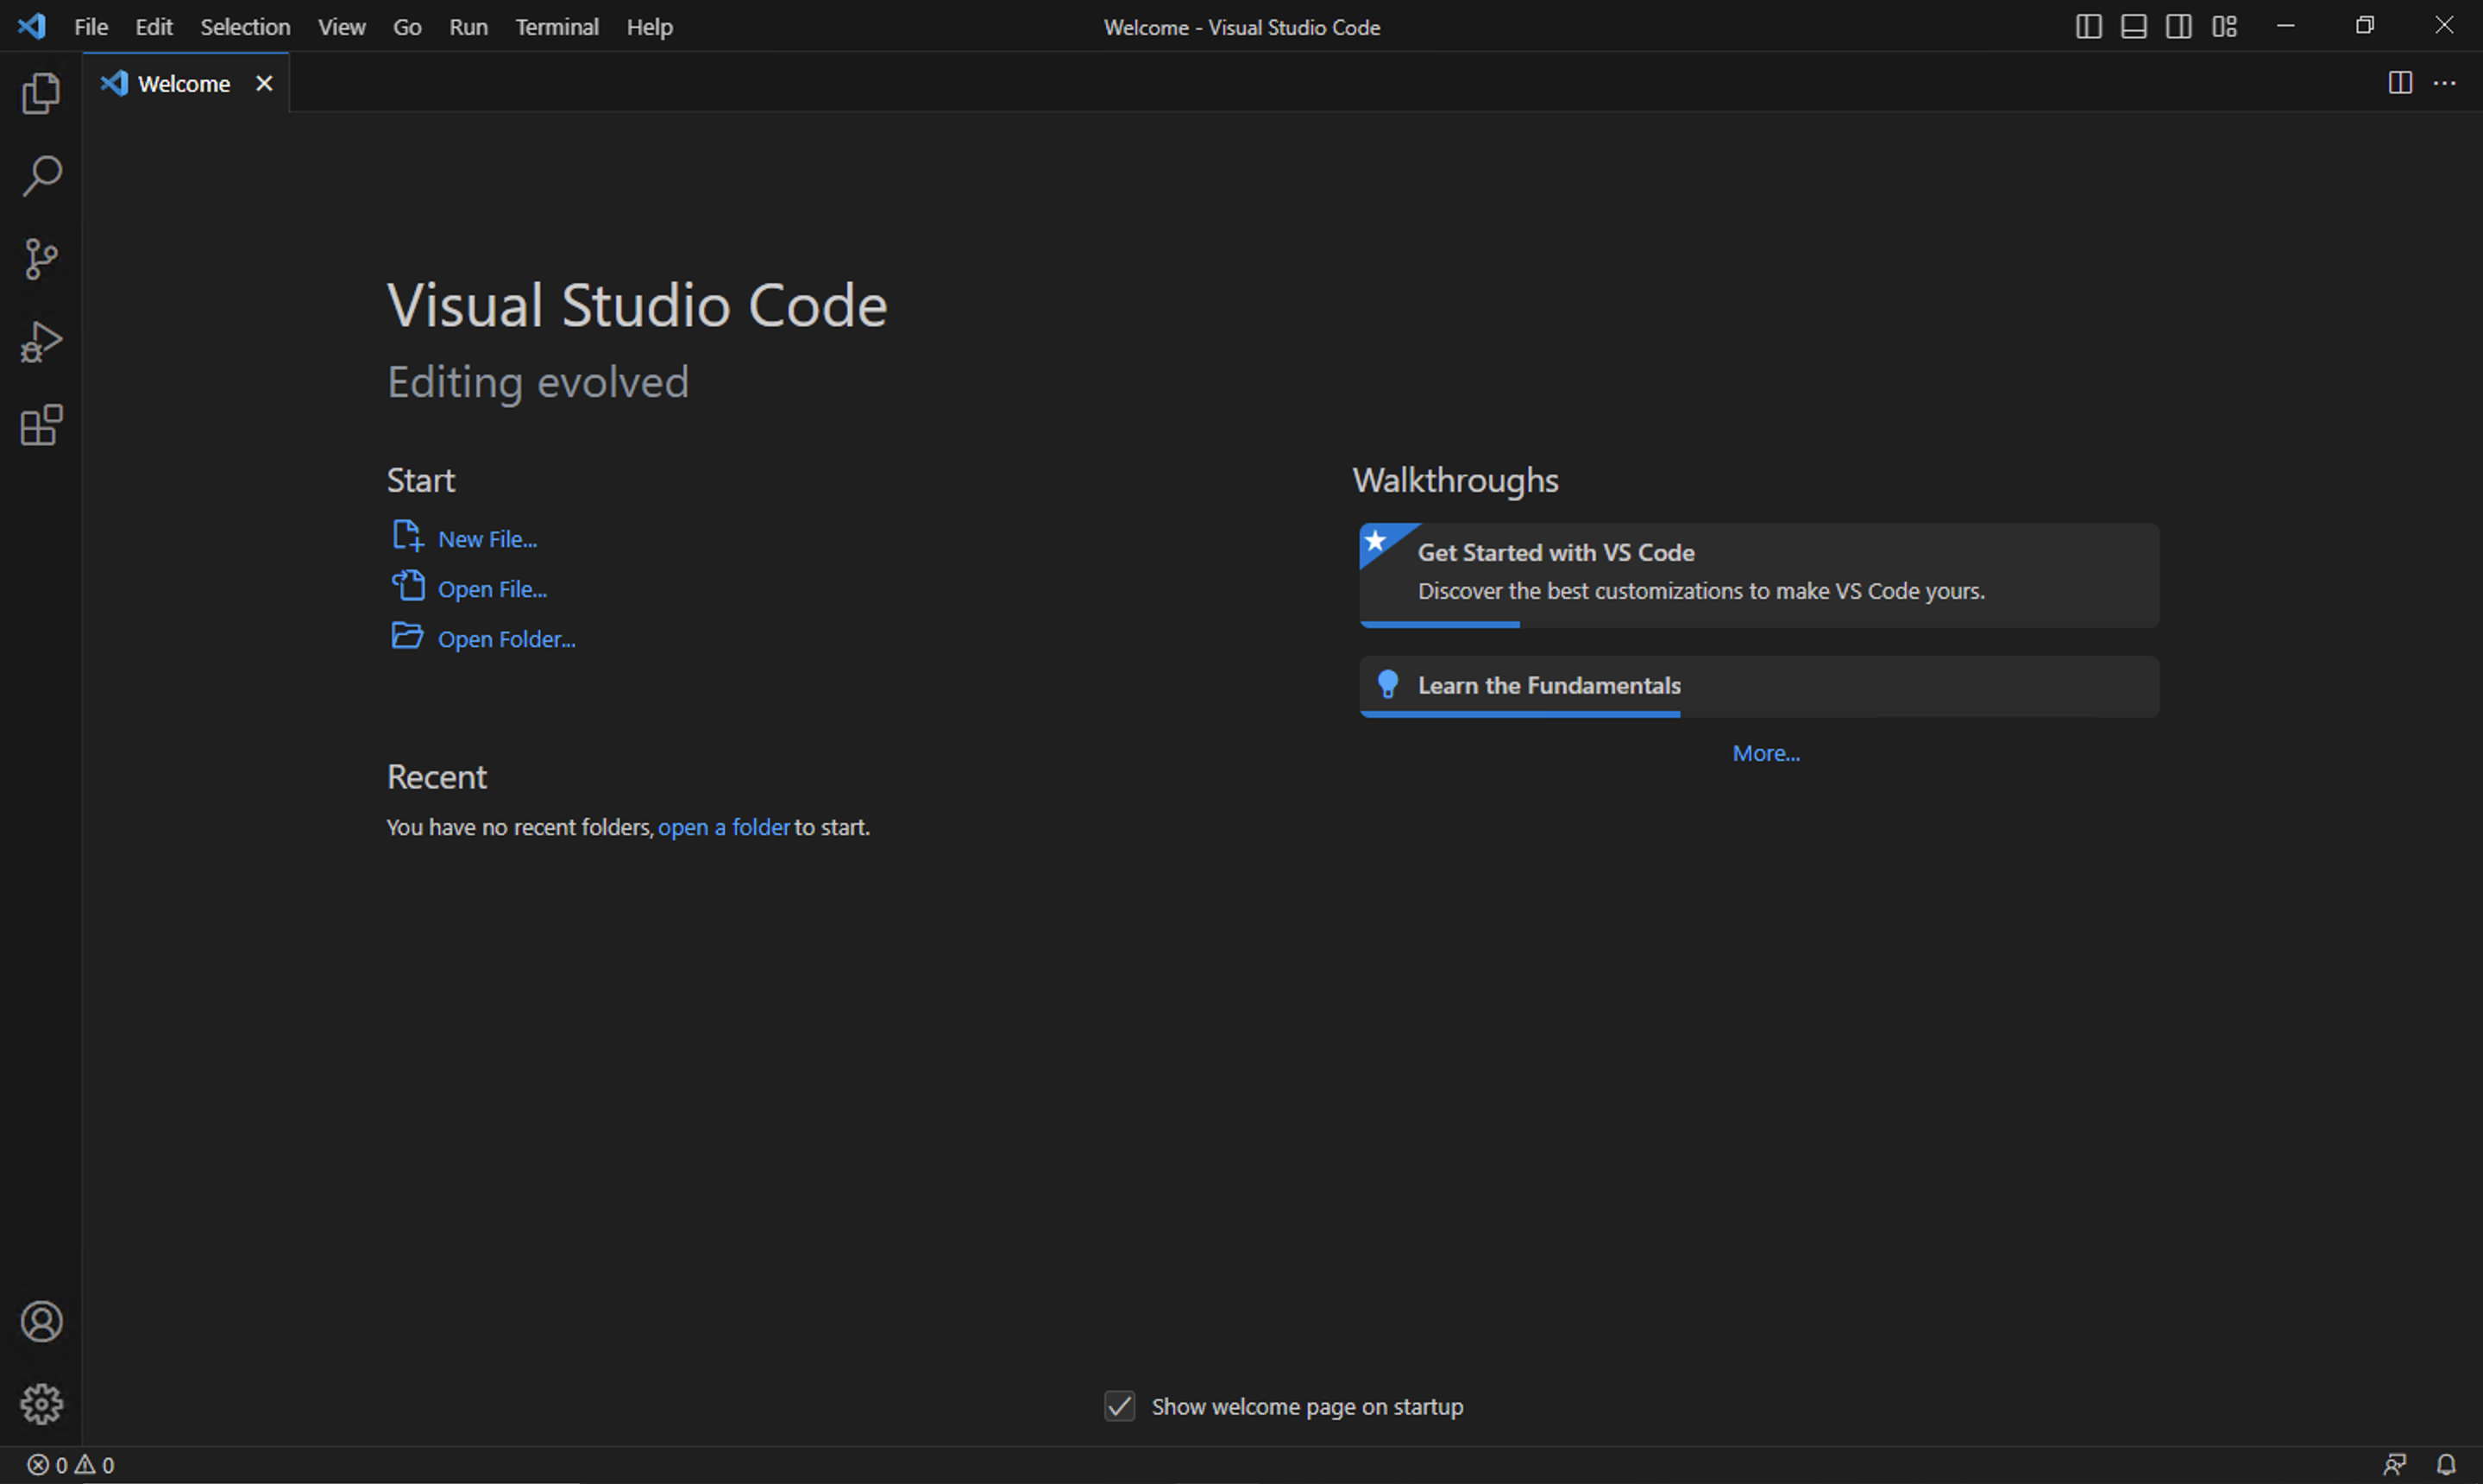 File Edit Selection View Go Run Terminal Help
Welcome - Visual Studio Code
Welcome
Visual Studio Code
Editing evolved
Start
New File...
Open File...
Open Folder...
Recent
You have no recent folders, open a folder to start.
Walkthroughs
Get Started with VS Code
Discover the best customizations to make VS Code yours.
Learn the Fundamentals
More...
Show welcome page on startup
0 0